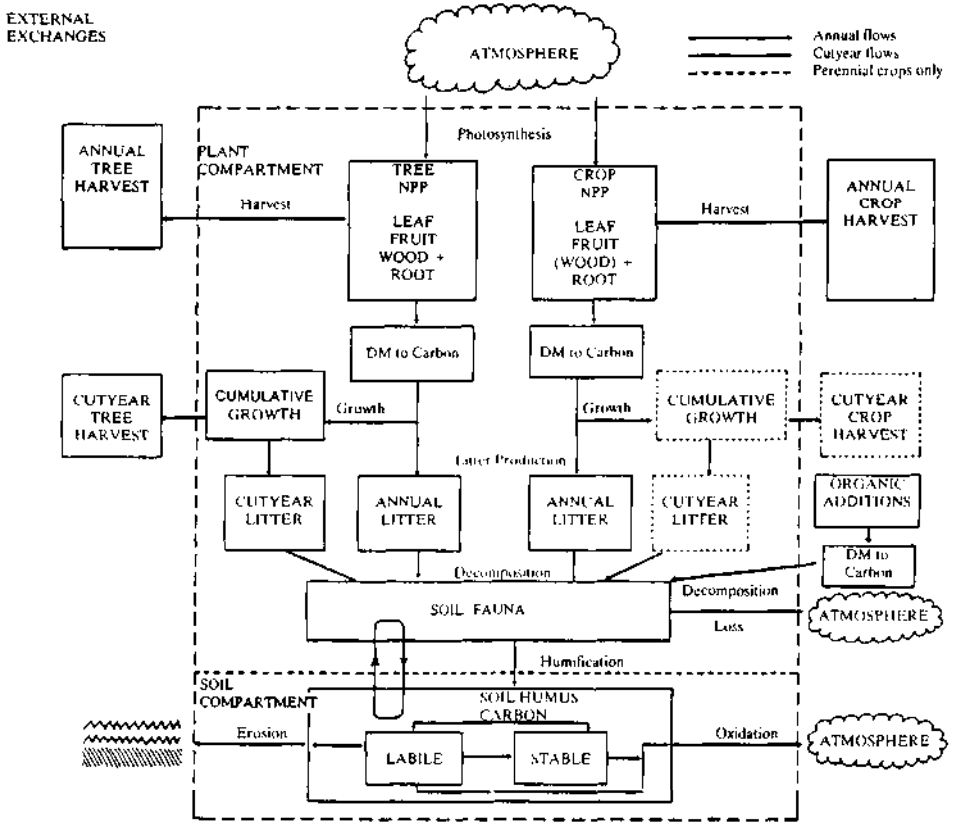 EXTERNAL
EXCHANGES
ATMOSPHERE
Annual flows
Cutyear flows
Perennial crops only
Photosynthesis
ANNUAL
TREE
HARVEST
PLANT
COMPARTMENT
Harvest
TREE
NPP
LEAF
FRUIT
WOOD +
ROOT
CROP
NPP
LEAF
FRUIT
(WOOD) +
ROOT
Harvest
ANNUAL
CROP
HARVEST
DM to Carbon
DM to Carbon
CUTYEAR
TREE
HARVEST
CUMULATIVE
GROWTH
Growth
Growth
CUMULATIVE
GROWTH
CUTYEAR
CROP
HARVEST
Litter Production
CUTYEAR
LITTER
ANNUAL
LITTER
ANNUAL
LITTER
CUTYEAR
LITTER
ORGANIC
ADDITIONS
DM to
Carbon
Decomposition
SOIL FAUNA
Decomposition
Loss
ATMOSPHERE
Humification
SOIL
COMPARTMENT
SOIL HUMUS
CARBON
Erosion
LABILE
STABLE
Oxidation
ATMOSPHERE